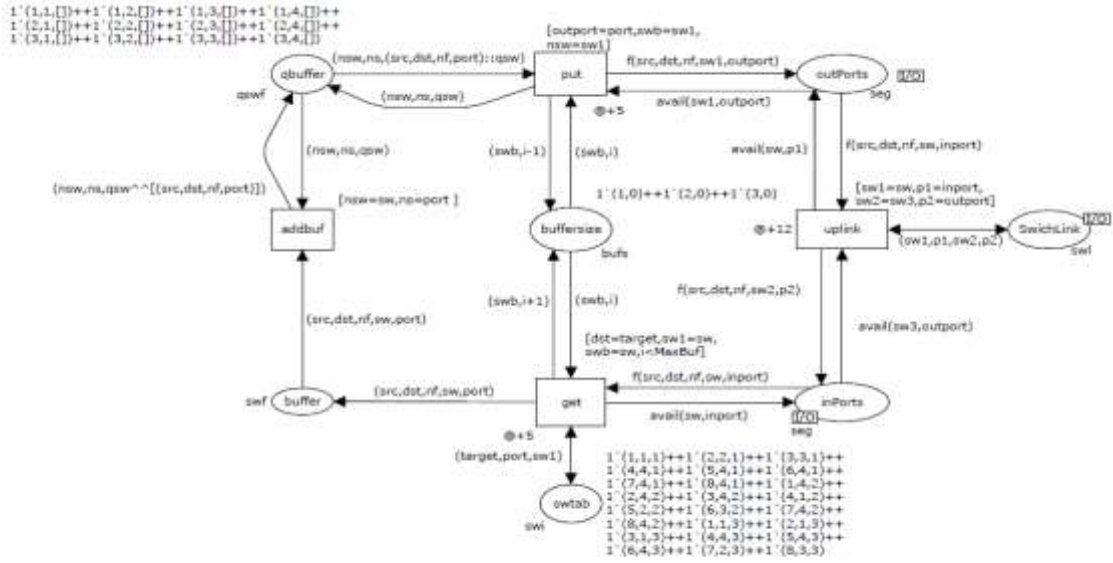 1`(1,1,[])++1`(1,2,[])++1`(1,3,[])++1`(1,4,[])++
1`(2,1,[])++1`(2,2,[])++1`(2,3,[])++1`(2,4,[])++
1`(3,1,[])++1`(3,2,[])++1`(3,3,[])++1`(3,4,[])
[outport=port,swb=sw1,
nsw=sw1]
(nsw,ns,(src,dst,nf,port)::qsw)
f(src,dst,nf,sw1,outport)
qbuffer
put
outPorts
I/O
qswf
(nsw,ns,qsw)
avail(sw1,outport)
seg
@+5
(nsw,ns,qsw)
(swb,i-1)
(swb,i)
avail(sw,p1)
f(src,dst,nf,sw,inport)
(nsw,ns,qsw^^[(src,dst,nf,port)])
[nsw=sw,ns=port ]
1`(1,0)++1`(2,0)++1`(3,0)
[sw1=sw,p1=inport,
sw2=sw3,p2=outport]
addbuf
buffersize
bufs
@+12
uplink
SwichLink
I/O
swl
(sw1,p1,sw2,p2)
(swb,i+1)
(swb,i)
f(src,dst,nf,sw2,p2)
(src,dst,nf,sw,port)
avail(sw3,outport)
[dst=target,sw1=sw,
swb=sw,i<MaxBuf]
swf
buffer
(src,dst,nf,sw,port)
get
f(src,dst,nf,sw,inport)
avail(sw,inport)
inPorts
I/O
seg
@+5
(target,port,sw1)
swtab
swi
1`(1,1,1)++1`(2,2,1)++1`(3,3,1)++
1`(4,4,1)++1`(5,4,1)++1`(6,4,1)++
1`(7,4,1)++1`(8,4,1)++1`(1,4,2)++
1`(2,4,2)++1`(3,4,2)++1`(4,1,2)++
1`(5,2,2)++1`(6,3,2)++1`(7,4,2)++
1`(8,4,2)++1`(1,1,3)++1`(2,1,3)++
1`(3,1,3)++1`(4,4,3)++1`(5,4,3)++
1`(6,4,3)++1`(7,2,3)++1`(8,3,3)